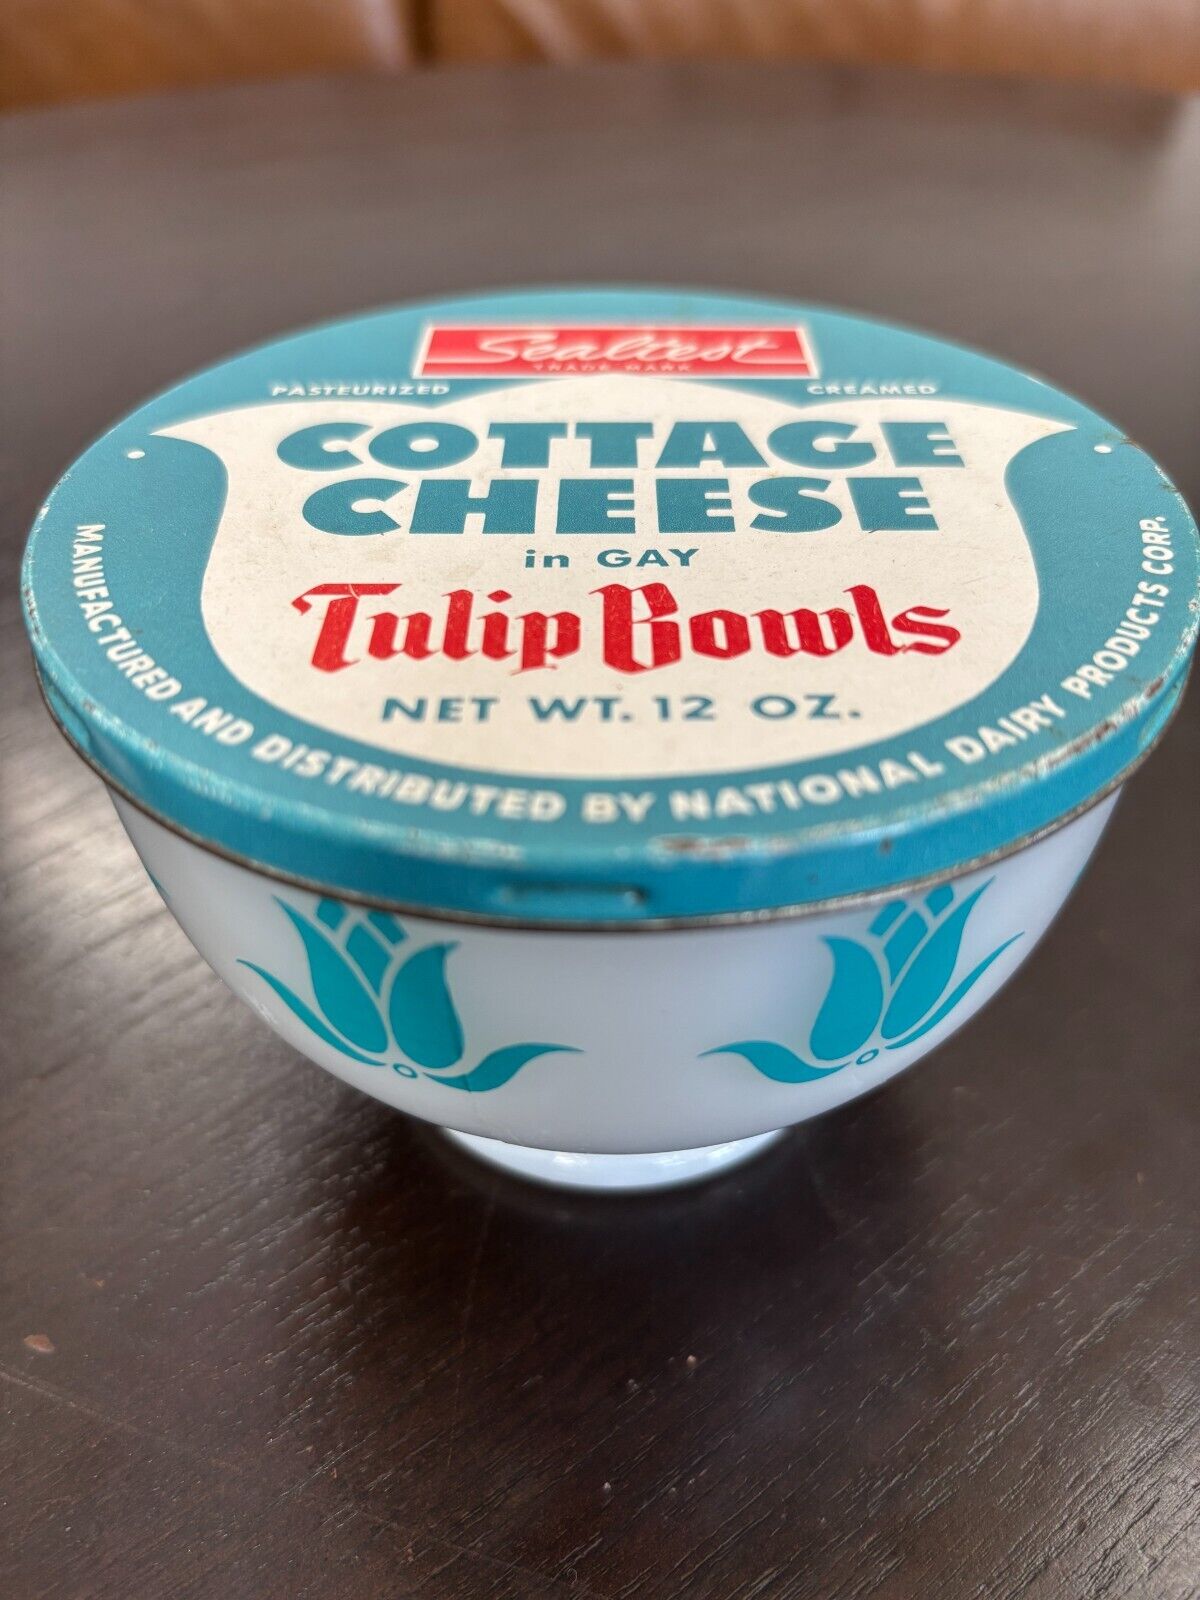 Sealtest
TRADE MARK
PASTEURIZED CREAMED
COTTAGE
CHEESE
in GAY
Tulip Bowls
NET WT. 12 OZ.
MANUFACTURED AND DISTRIBUTED BY NATIONAL DAIRY PRODUCTS CORP.